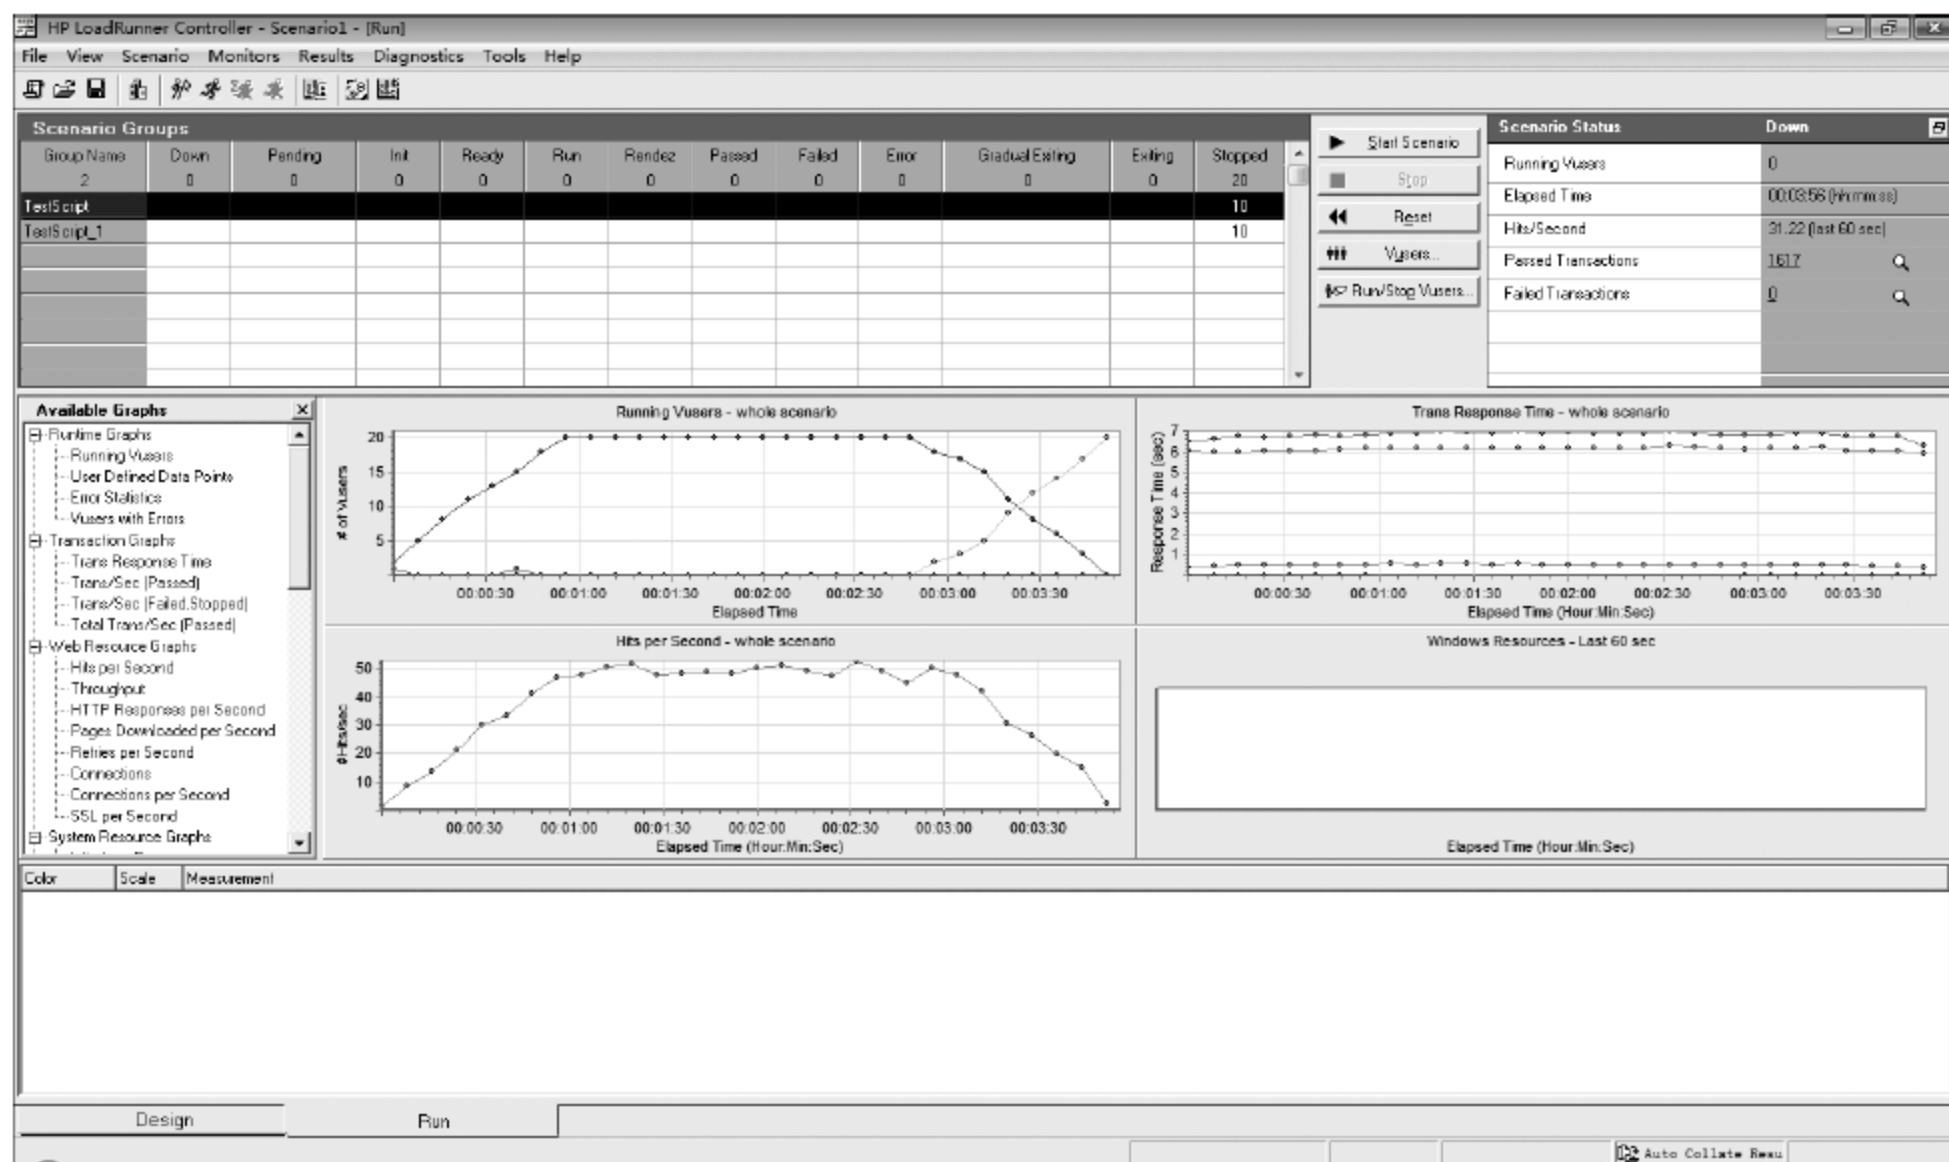 HP LoadRunner Controller - Scenario1 - [Run]
File View Scenario Monitors Results Diagnostics Tools Help
Scenario Groups
Group Name Down Pending Init Ready Run Rendez Passed Failed Error Gradual Exiting Exiting Stopped
2 0 0 0 0 0 0 0 0 0 0 0 20
TestScript 10
TestScript_1 10
Start Scenario
Stop
Reset
Vusers...
Run/Stop Vusers...
Scenario Status Down
Running Vusers 0
Elapsed Time 00:03:56 (hh:mm:ss)
Hits/Second 31.22 (last 60 sec)
Passed Transactions 1617
Failed Transactions 0
Available Graphs
Runtime Graphs
Running Vusers
User Defined Data Points
Error Statistics
Vusers with Errors
Transaction Graphs
Trans Response Time
Trans/Sec (Passed)
Trans/Sec (Failed,Stopped)
Total Trans/Sec (Passed)
Web Resource Graphs
Hits per Second
Throughput
HTTP Responses per Second
Pages Downloaded per Second
Retries per Second
Connections
Connections per Second
SSL per Second
System Resource Graphs
Running Vusers - whole scenario
# of Vusers
20
15
10
5
00:00:30 00:01:00 00:01:30 00:02:00 00:02:30 00:03:00 00:03:30
Elapsed Time
Trans Response Time - whole scenario
Response Time (sec)
7
6
5
4
3
2
1
00:00:30 00:01:00 00:01:30 00:02:00 00:02:30 00:03:00 00:03:30
Elapsed Time (Hour:Min:Sec)
Hits per Second - whole scenario
#Hits/sec
50
40
30
20
10
00:00:30 00:01:00 00:01:30 00:02:00 00:02:30 00:03:00 00:03:30
Elapsed Time (Hour:Min:Sec)
Windows Resources - Last 60 sec
Elapsed Time (Hour:Min:Sec)
Color Scale Measurement
Design Run
Auto Collate Resu